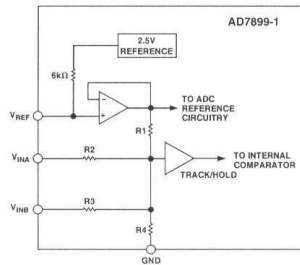 AD7899-1
2.5V
REFERENCE
6kΩ
−
+
VREF
TO ADC
REFERENCE
CIRCUITRY
R1
VINA
R2
TRACK/HOLD
TO INTERNAL
COMPARATOR
VINB
R3
R4
GND